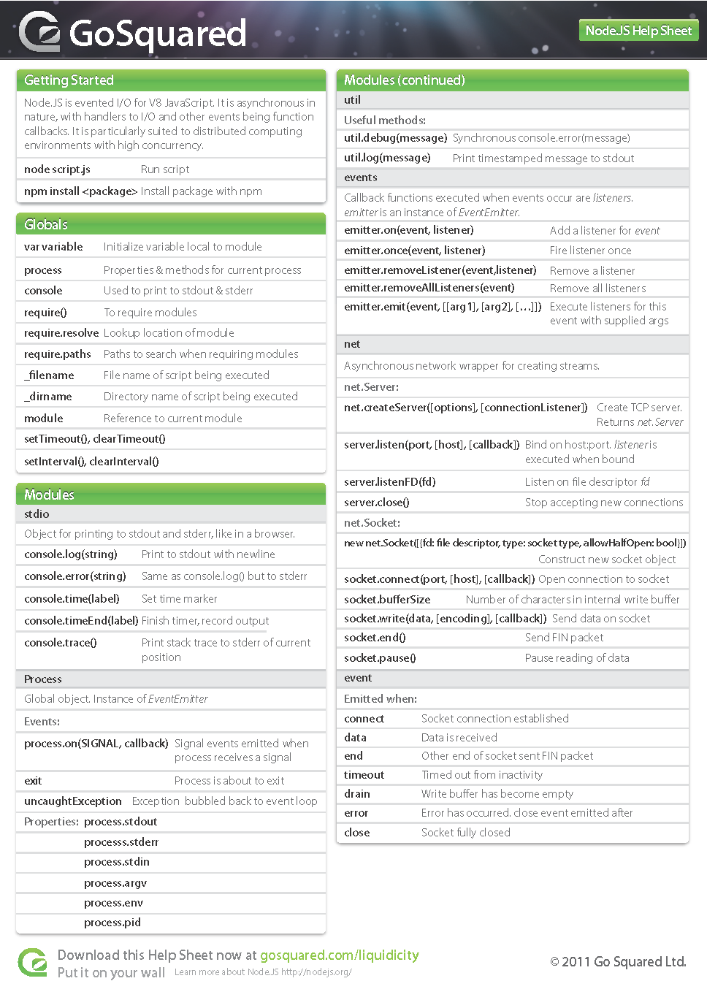 GoSquared
Node.JS Help Sheet
Getting Started
Node.JS is evented I/O for V8 JavaScript. It is asynchronous in
nature, with handlers to I/O and other events being function
callbacks. It is particularly suited to distributed computing
environments with high concurrency.
node script.js Run script
npm install <package> Install package with npm
Globals
var variable Initialize variable local to module
process Properties & methods for current process
console Used to print to stdout & stderr
require() To require modules
require.resolve Lookup location of module
require.paths Paths to search when requiring modules
_filename File name of script being executed
_dirname Directory name of script being executed
module Reference to current module
setTimeout(), clearTimeout()
setInterval(), clearInterval()
Modules
stdio
Object for printing to stdout and stderr, like in a browser.
console.log(string) Print to stdout with newline
console.error(string) Same as console.log() but to stderr
console.time(label) Set time marker
console.timeEnd(label) Finish timer, record output
console.trace() Print stack trace to stderr of current
position
Process
Global object. Instance of EventEmitter
Events:
process.on(SIGNAL, callback) Signal events emitted when
process receives a signal
exit Process is about to exit
uncaughtException Exception bubbled back to event loop
Properties: process.stdout
processs.stderr
process.stdin
process.argv
process.env
process.pid
Modules (continued)
util
Useful methods:
util.debug(message) Synchronous console.error(message)
util.log(message) Print timestamped message to stdout
events
Callback functions executed when events occur are listeners.
emitter is an instance of EventEmitter.
emitter.on(event, listener) Add a listener for event
emitter.once(event, listener) Fire listener once
emitter.removeListener(event,listener) Remove a listener
emitter.removeAllListeners(event) Remove all listeners
emitter.emit(event, [[arg1], [arg2], [...]]) Execute listeners for this
event with supplied args
net
Asynchronous network wrapper for creating streams.
net.Server:
net.createServer([options], [connectionListener]) Create TCP server.
Returns net.Server
server.listen(port, [host], [callback]) Bind on host:port. listener is
executed when bound
server.listenFD(fd) Listen on file descriptor fd
server.close() Stop accepting new connections
net.Socket:
new net.Socket([{fd: file descriptor, type: socket type, allowHalfOpen: bool}])
Construct new socket object
socket.connect(port, [host], [callback]) Open connection to socket
socket.bufferSize Number of characters in internal write buffer
socket.write(data, [encoding], [callback]) Send data on socket
socket.end() Send FIN packet
socket.pause() Pause reading of data
event
Emitted when:
connect Socket connection established
data Data is received
end Other end of socket sent FIN packet
timeout Timed out from inactivity
drain Write buffer has become empty
error Error has occurred. close event emitted after
close Socket fully closed
Download this Help Sheet now at gosquared.com/liquidicity
Put it on your wall Learn more about Node.JS http://nodejs.org/
© 2011 Go Squared Ltd.